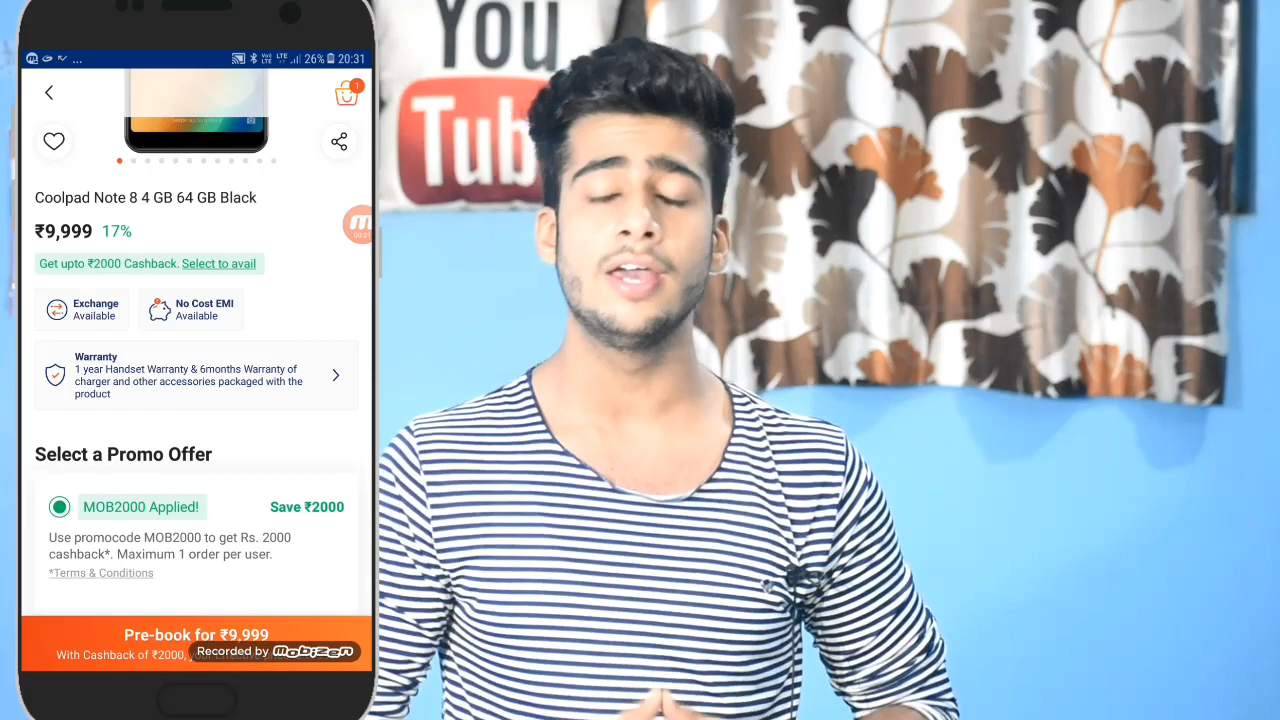 ... LTE 26% 20:31
1
Coolpad Note 8 4 GB 64 GB Black
₹9,999 17%
Get upto ₹2000 Cashback. Select to avail
Exchange
Available
No Cost EMI
Available
Warranty
1 year Handset Warranty & 6months Warranty of
charger and other accessories packaged with the
product
Select a Promo Offer
MOB2000 Applied! Save ₹2000
Use promocode MOB2000 to get Rs. 2000
cashback*. Maximum 1 order per user.
*Terms & Conditions
Pre-book for ₹9,999
With Cashback of ₹2000,
Recorded by mobizen
You
Tub